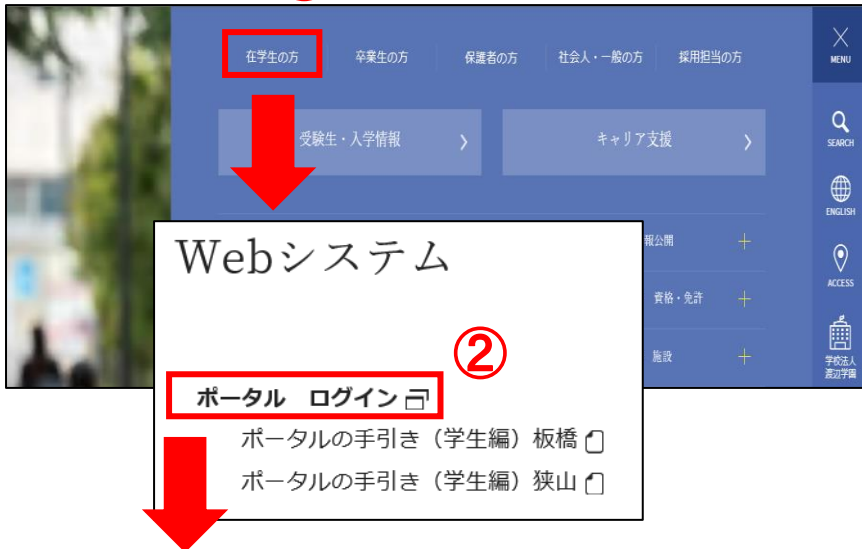 在学生の方 卒業生の方 保護者の方 社会人・一般の方 採用担当の方
MENU
受験生・入学情報 キャリア支援
SEARCH
ENGLISH
報公開
ACCESS
資格・免許
施設
学校法人
渡辺学園
Webシステム
②
ポータル ログイン
ポータルの手引き（学生編）板橋
ポータルの手引き（学生編）狭山